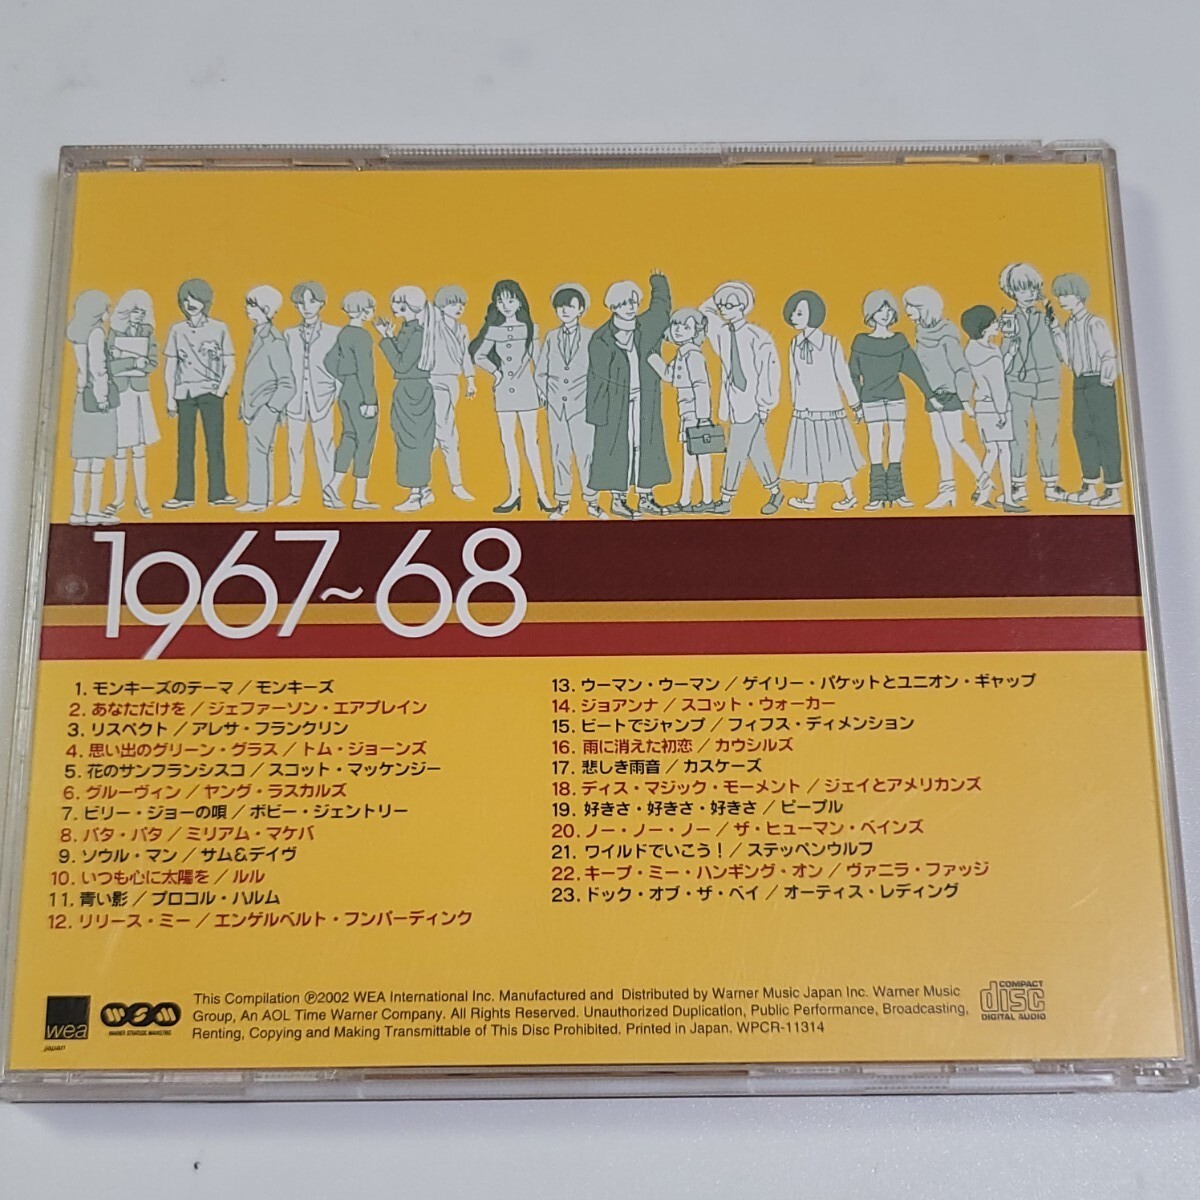 1967~68
1. モンキーズのテーマ／モンキーズ
2. あなただけを／ジェファーソン・エアプレイン
3. リスペクト／アレサ・フランクリン
4. 思い出のグリーン・グラス／トム・ジョーンズ
5. 花のサンフランシスコ／スコット・マッケンジー
6. グルーヴィン／ヤング・ラスカルズ
7. ビリー・ジョーの唄／ボビー・ジェントリー
8. パタ・パタ／ミリアム・マケバ
9. ソウル・マン／サム&デイヴ
10. いつも心に太陽を／ルル
11. 青い影／プロコル・ハルム
12. リリース・ミー／エンゲルベルト・フンパーディンク
13. ウーマン・ウーマン／ゲイリー・パケットとユニオン・ギャップ
14. ジョアンナ／スコット・ウォーカー
15. ビートでジャンプ／フィフス・ディメンション
16. 雨に消えた初恋／カウシルズ
17. 悲しき雨音／カスケーズ
18. ディス・マジック・モーメント／ジェイとアメリカンズ
19. 好きさ・好きさ・好きさ／ピープル
20. ノー・ノー・ノー／ザ・ヒューマン・ベインズ
21. ワイルドでいこう！／ステッペンウルフ
22. キープ・ミー・ハンギング・オン／ヴァニラ・ファッジ
23. ドック・オブ・ザ・ベイ／オーティス・レディング
wea
japan
WSM
WARNER STRATEGIC MARKETING
This Compilation ℗2002 WEA International Inc. Manufactured and Distributed by Warner Music Japan Inc. Warner Music
Group, An AOL Time Warner Company. All Rights Reserved. Unauthorized Duplication, Public Performance, Broadcasting,
Renting, Copying and Making Transmittable of This Disc Prohibited. Printed in Japan. WPCR-11314
COMPACT
disc
DIGITAL AUDIO